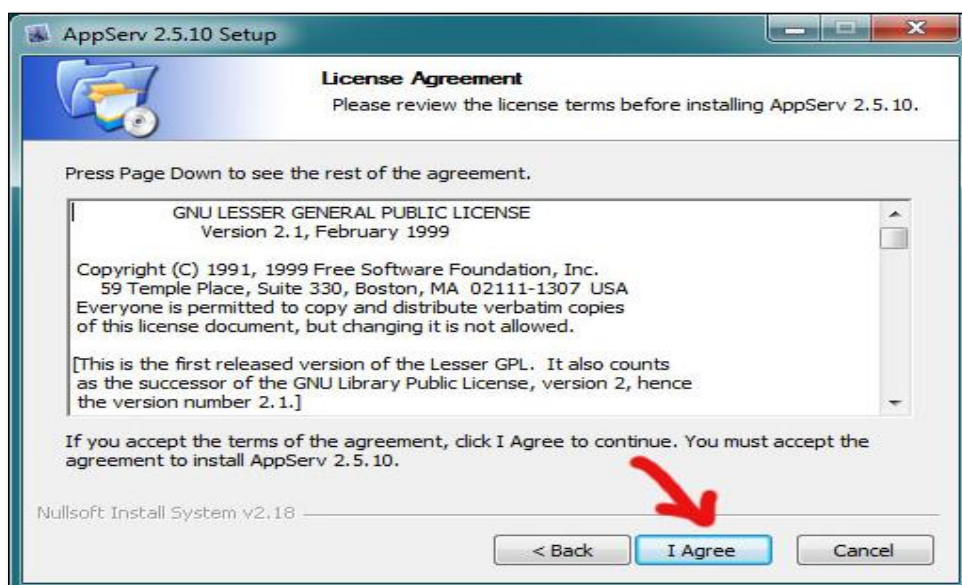 AppServ 2.5.10 Setup
License Agreement
Please review the license terms before installing AppServ 2.5.10.
Press Page Down to see the rest of the agreement.
GNU LESSER GENERAL PUBLIC LICENSE
Version 2.1, February 1999
Copyright (C) 1991, 1999 Free Software Foundation, Inc.
59 Temple Place, Suite 330, Boston, MA 02111-1307 USA
Everyone is permitted to copy and distribute verbatim copies
of this license document, but changing it is not allowed.
[This is the first released version of the Lesser GPL. It also counts
as the successor of the GNU Library Public License, version 2, hence
the version number 2.1.]
If you accept the terms of the agreement, click I Agree to continue. You must accept the
agreement to install AppServ 2.5.10.
Nullsoft Install System v2.18
< Back I Agree Cancel